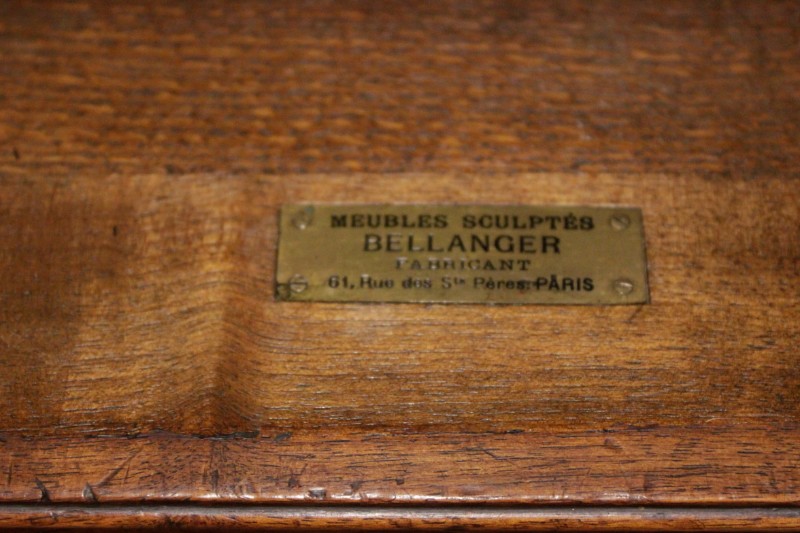 MEUBLES SCULPTÉS
BELLANGER
FABRICANT
61, Rue des Sts Pères, PARIS